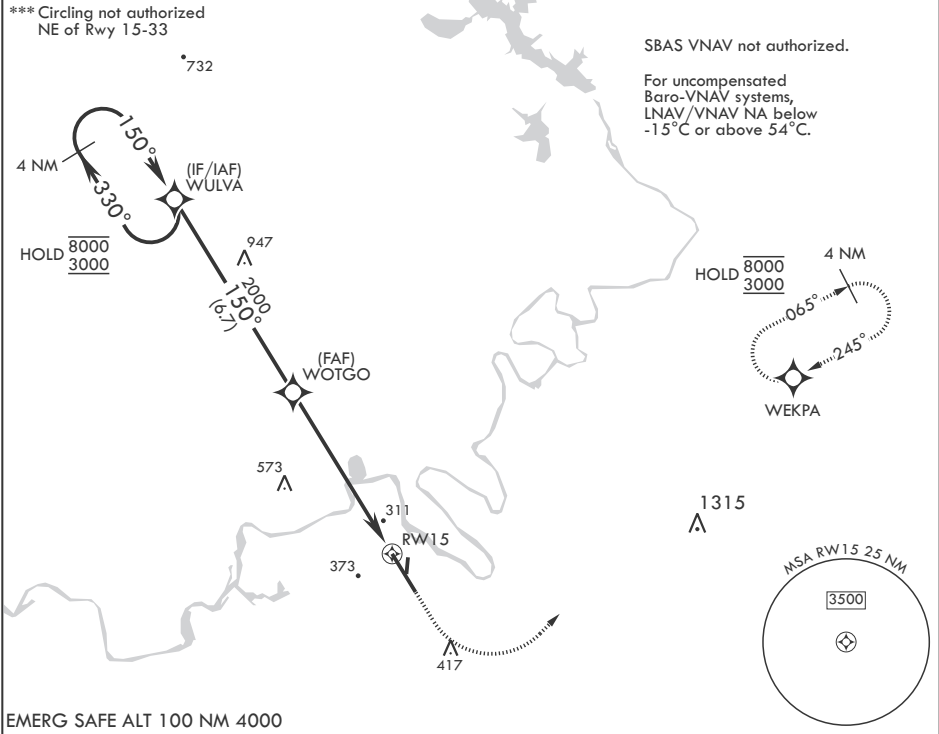 *** Circling not authorized
NE of Rwy 15-33
732
SBAS VNAV not authorized.
For uncompensated
Baro-VNAV systems,
LNAV/VNAV NA below
-15°C or above 54°C.
150°
4 NM
330°
(IF/IAF)
WULVA
HOLD 8000
3000
947
2000
150°
(6.7)
HOLD 8000
3000
4 NM
065°
245°
WEKPA
(FAF)
WOTGO
573
311
RW15
373
417
1315
MSA RW15 25 NM
3500
EMERG SAFE ALT 100 NM 4000